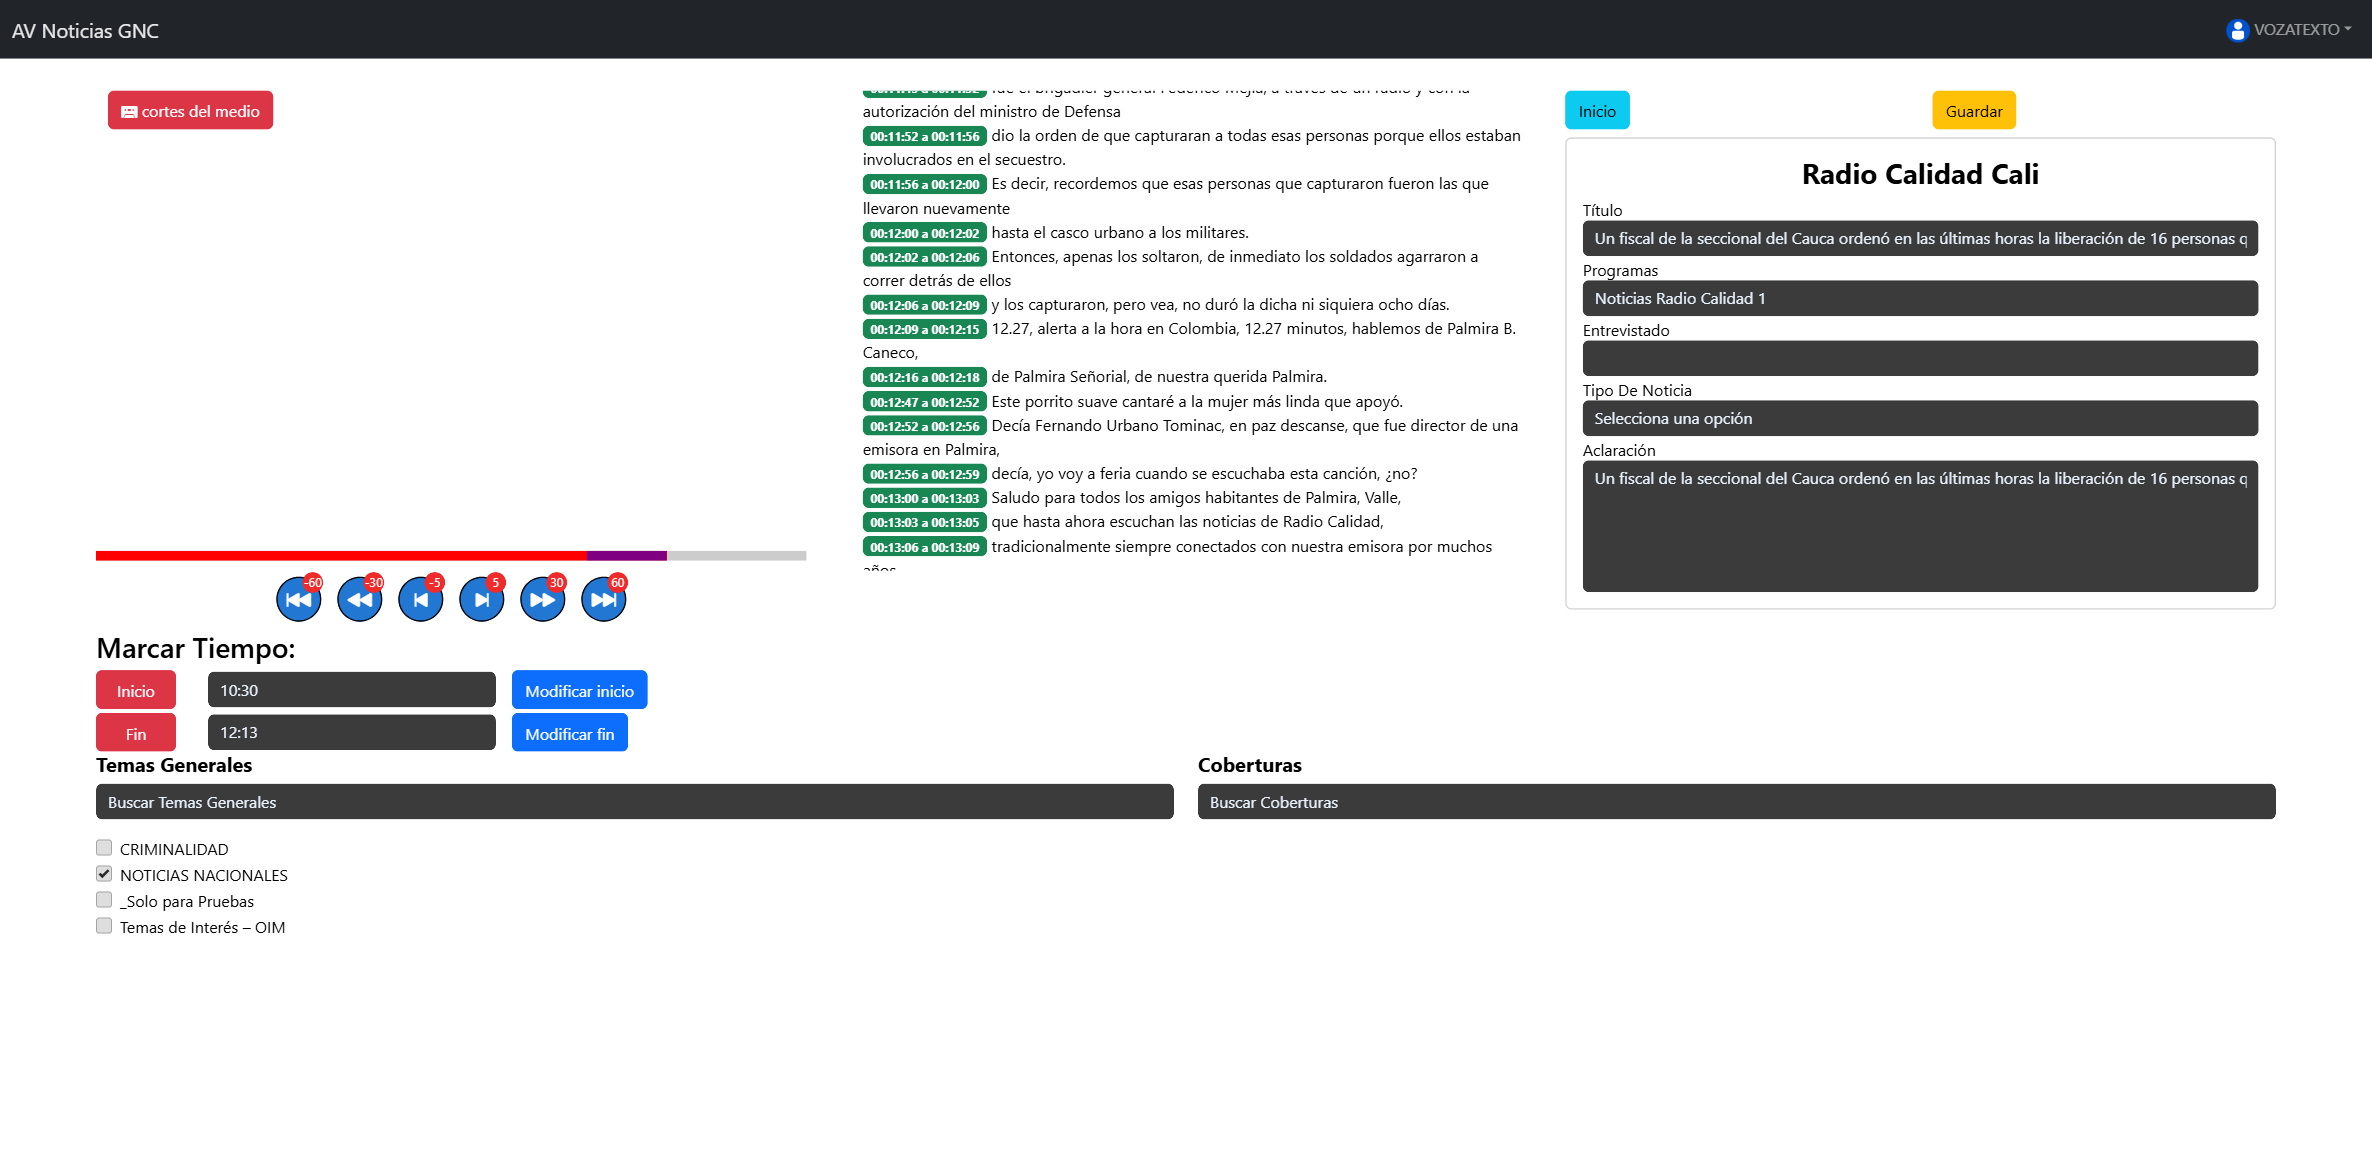 AV Noticias GNC
VOZATEXTO
cortes del medio
-60
-30
-5
5
30
60
Marcar Tiempo:
Inicio
10:30
Modificar inicio
Fin
12:13
Modificar fin
fue el brigadier general Federico Mejía, a través de un radio y con la
autorización del ministro de Defensa
00:11:52 a 00:11:56 dio la orden de que capturaran a todas esas personas porque ellos estaban
involucrados en el secuestro.
00:11:56 a 00:12:00 Es decir, recordemos que esas personas que capturaron fueron las que
llevaron nuevamente
00:12:00 a 00:12:02 hasta el casco urbano a los militares.
00:12:02 a 00:12:06 Entonces, apenas los soltaron, de inmediato los soldados agarraron a
correr detrás de ellos
00:12:06 a 00:12:09 y los capturaron, pero vea, no duró la dicha ni siquiera ocho días.
00:12:09 a 00:12:15 12.27, alerta a la hora en Colombia, 12.27 minutos, hablemos de Palmira B.
Caneco,
00:12:16 a 00:12:18 de Palmira Señorial, de nuestra querida Palmira.
00:12:47 a 00:12:52 Este porrito suave cantaré a la mujer más linda que apoyó.
00:12:52 a 00:12:56 Decía Fernando Urbano Tominac, en paz descanse, que fue director de una
emisora en Palmira,
00:12:56 a 00:12:59 decía, yo voy a feria cuando se escuchaba esta canción, ¿no?
00:13:00 a 00:13:03 Saludo para todos los amigos habitantes de Palmira, Valle,
00:13:03 a 00:13:05 que hasta ahora escuchan las noticias de Radio Calidad,
00:13:06 a 00:13:09 tradicionalmente siempre conectados con nuestra emisora por muchos
años
Inicio
Guardar
Radio Calidad Cali
Título
Un fiscal de la seccional del Cauca ordenó en las últimas horas la liberación de 16 personas q
Programas
Noticias Radio Calidad 1
Entrevistado
Tipo De Noticia
Selecciona una opción
Aclaración
Un fiscal de la seccional del Cauca ordenó en las últimas horas la liberación de 16 personas q
Temas Generales
Buscar Temas Generales
CRIMINALIDAD
NOTICIAS NACIONALES
_Solo para Pruebas
Temas de Interés – OIM
Coberturas
Buscar Coberturas